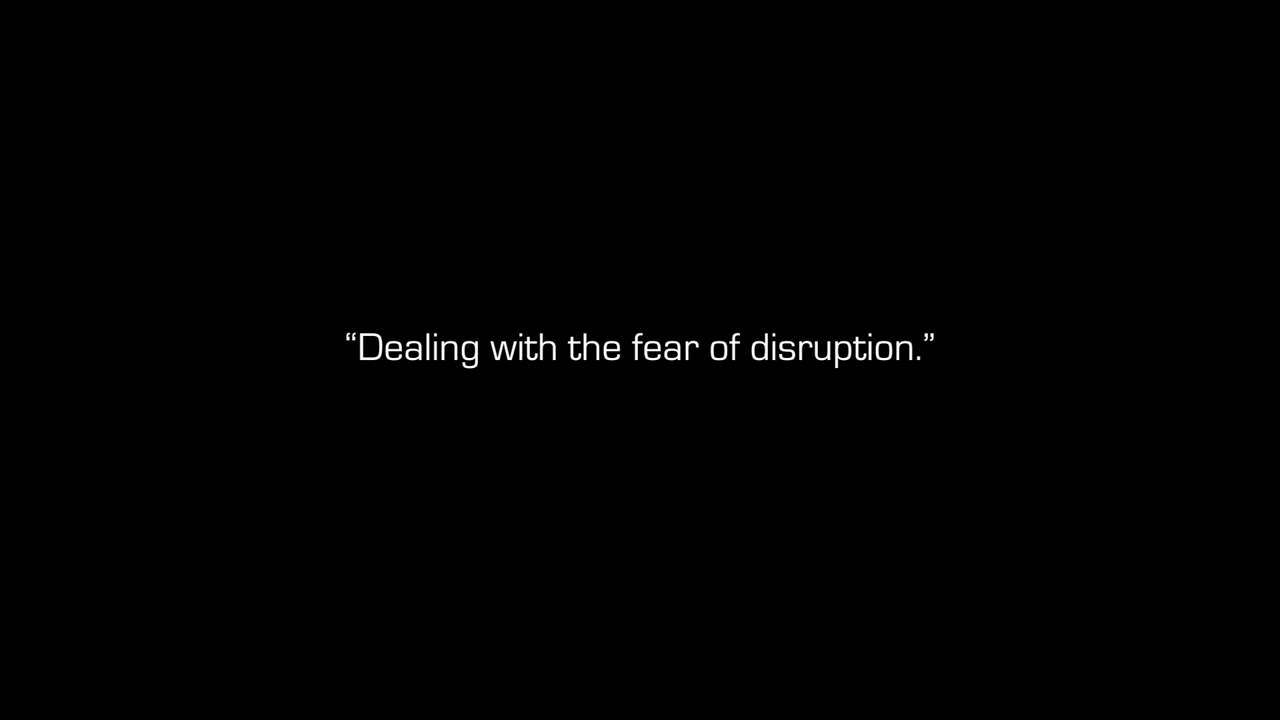 “Dealing with the fear of disruption.”